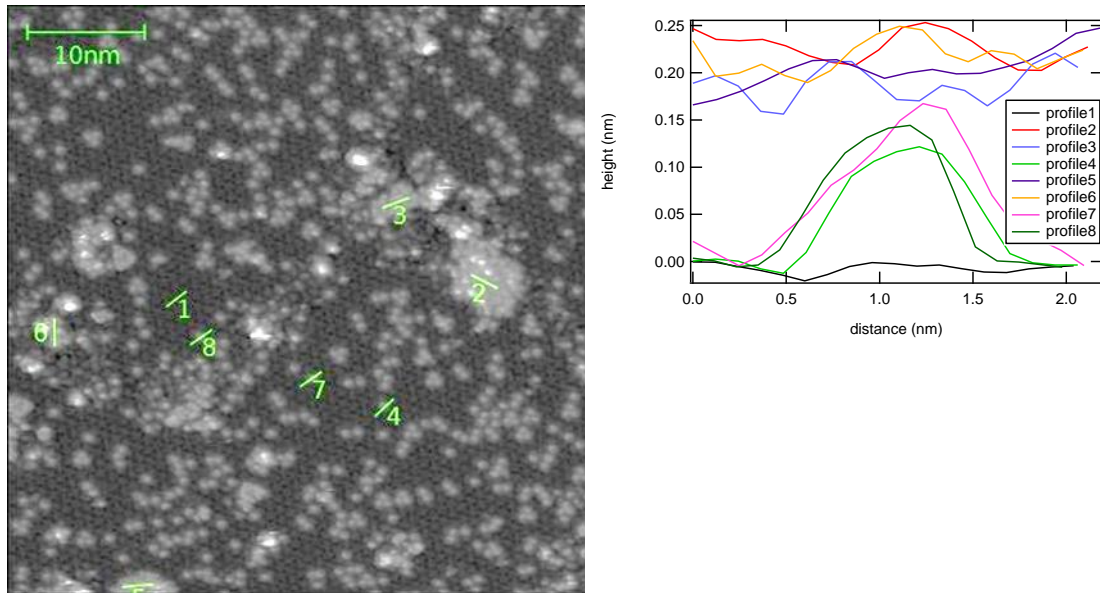 10nm
3
2
1
6
8
7
4
5
height (nm)
0.25
0.20
0.15
0.10
0.05
0.00
0.0
0.5
1.0
1.5
2.0
distance (nm)
profile1
profile2
profile3
profile4
profile5
profile6
profile7
profile8